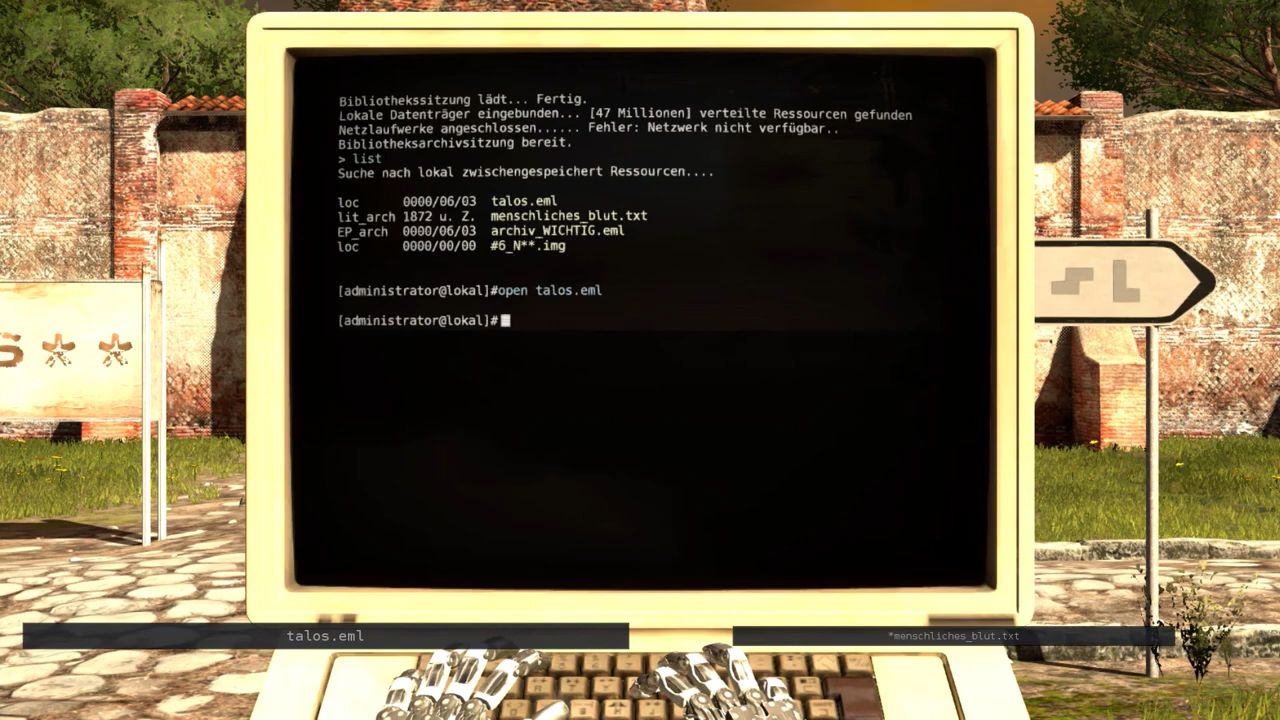 Bibliothekssitzung lädt... Fertig.
Lokale Datenträger eingebunden... [47 Millionen] verteilte Ressourcen gefunden
Netzlaufwerke angeschlossen...... Fehler: Netzwerk nicht verfügbar..
Bibliotheksarchivsitzung bereit.
> list
Suche nach lokal zwischengespeichert Ressourcen....
loc 0000/06/03 talos.eml
lit_arch 1872 u. Z. menschliches_blut.txt
EP_arch 0000/06/03 archiv_WICHTIG.eml
loc 0000/00/00 #6_N**.img
[administrator@lokal]#open talos.eml
[administrator@lokal]#
talos.eml
*menschliches_blut.txt